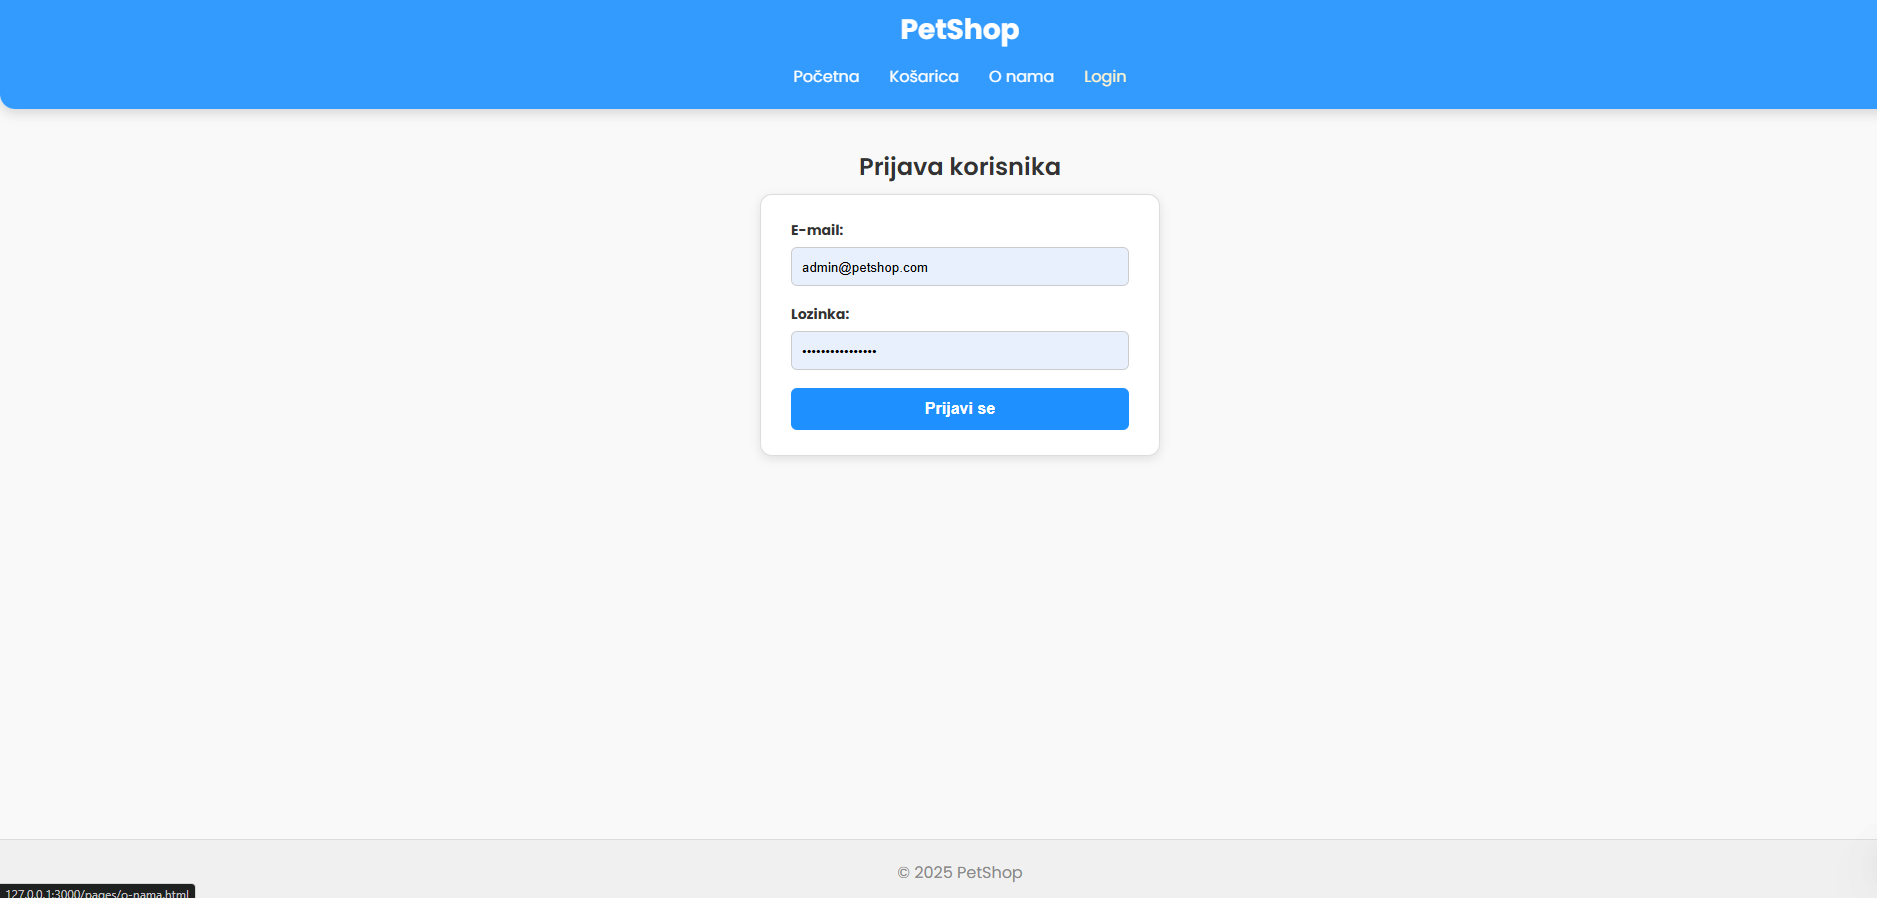 PetShop
Početna Košarica O nama Login
Prijava korisnika
E-mail:
admin@petshop.com
Lozinka:
••••••••••••••••
Prijavi se
© 2025 PetShop
127.0.0.1:3000/pages/o-nama.html